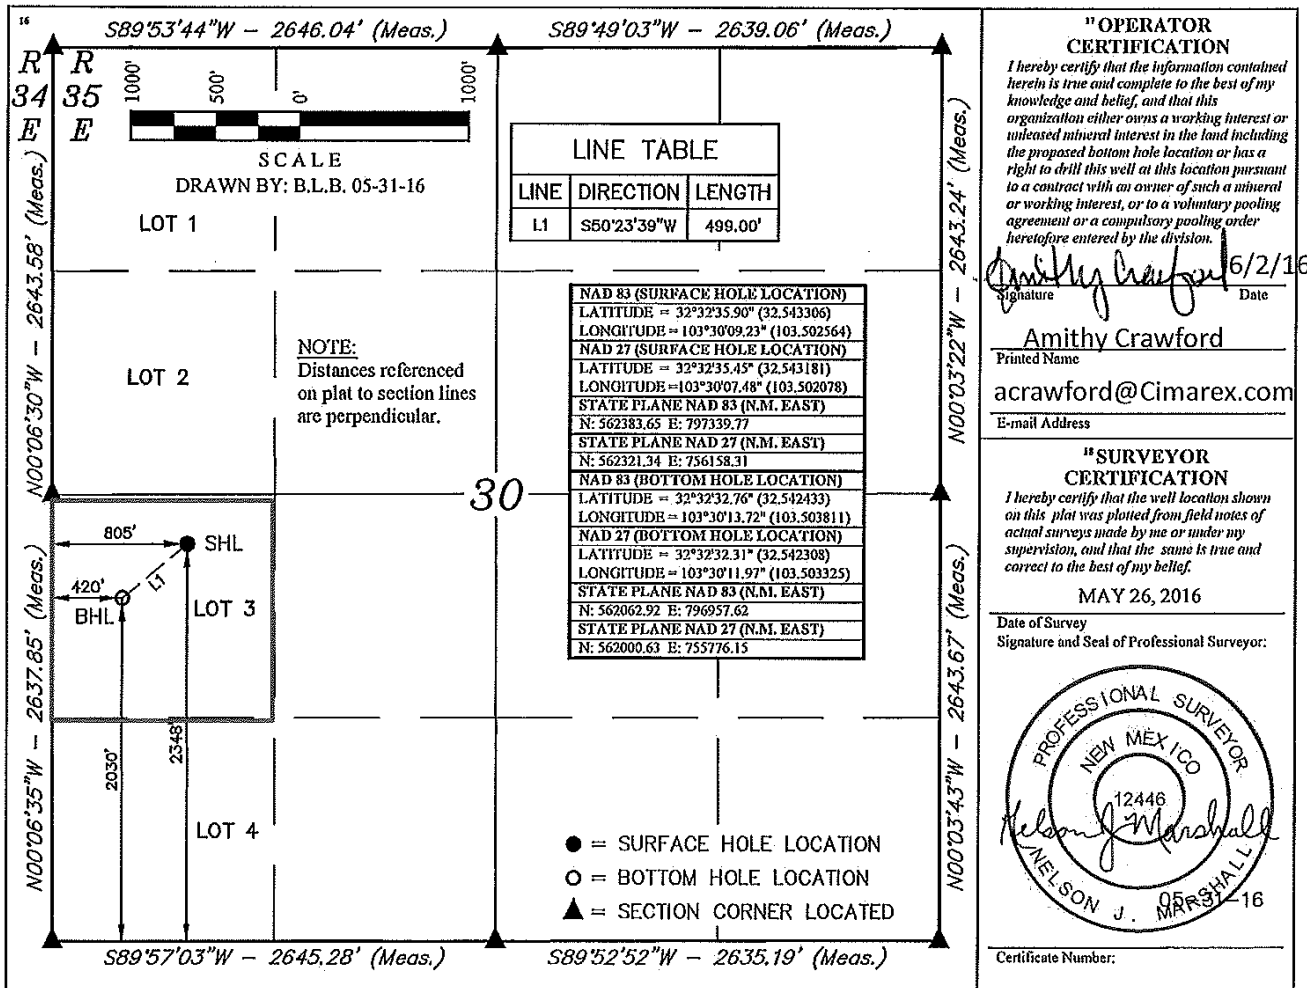 16
S89°53'44"W - 2646.04' (Meas.)
S89°49'03"W - 2639.06' (Meas.)
R 34 E
R 35 E
1000'
500'
0'
1000'
SCALE
DRAWN BY: B.L.B. 05-31-16
LOT 1
N00°06'30"W - 2643.58' (Meas.)
LINE TABLE
LINE DIRECTION LENGTH
L1 S50°23'39"W 499.00'
N00°03'22"W - 2643.24' (Meas.)
NAD 83 (SURFACE HOLE LOCATION)
LATITUDE = 32°32'35.90" (32.543306)
LONGITUDE = 103°30'09.23" (103.502564)
NAD 27 (SURFACE HOLE LOCATION)
LATITUDE = 32°32'35.45" (32.543181)
LONGITUDE = 103°30'07.48" (103.502078)
STATE PLANE NAD 83 (N.M. EAST)
N: 562383.65 E: 797339.77
STATE PLANE NAD 27 (N.M. EAST)
N: 562321.34 E: 756158.31
NAD 83 (BOTTOM HOLE LOCATION)
LATITUDE = 32°32'32.76" (32.542433)
LONGITUDE = 103°30'13.72" (103.503811)
NAD 27 (BOTTOM HOLE LOCATION)
LATITUDE = 32°32'32.31" (32.542308)
LONGITUDE = 103°30'11.97" (103.503325)
STATE PLANE NAD 83 (N.M. EAST)
N: 562062.92 E: 796957.62
STATE PLANE NAD 27 (N.M. EAST)
N: 562000.63 E: 755776.15
LOT 2
NOTE:
Distances referenced
on plat to section lines
are perpendicular.
30
805'
SHL
420'
L1
BHL
LOT 3
N00°06'35"W - 2637.85' (Meas.)
2030'
2348'
LOT 4
N00°03'43"W - 2643.67' (Meas.)
● = SURFACE HOLE LOCATION
○ = BOTTOM HOLE LOCATION
▲ = SECTION CORNER LOCATED
S89°57'03"W - 2645.28' (Meas.)
S89°52'52"W - 2635.19' (Meas.)
17 OPERATOR
CERTIFICATION
I hereby certify that the information contained
herein is true and complete to the best of my
knowledge and belief, and that this
organization either owns a working interest or
unleased mineral interest in the land including
the proposed bottom hole location or has a
right to drill this well at this location pursuant
to a contract with an owner of such a mineral
or working interest, or to a voluntary pooling
agreement or a compulsory pooling order
heretofore entered by the division.
Amithy Crawford 6/2/16
Signature Date
Amithy Crawford
Printed Name
acrawford@Cimarex.com
E-mail Address
18 SURVEYOR
CERTIFICATION
I hereby certify that the well location shown
on this plat was plotted from field notes of
actual surveys made by me or under my
supervision, and that the same is true and
correct to the best of my belief.
MAY 26, 2016
Date of Survey
Signature and Seal of Professional Surveyor:
PROFESSIONAL SURVEYOR
NEW MEXICO
12446
Nelson J Marshall
NELSON J. MARSHALL
05-31-16
Certificate Number: